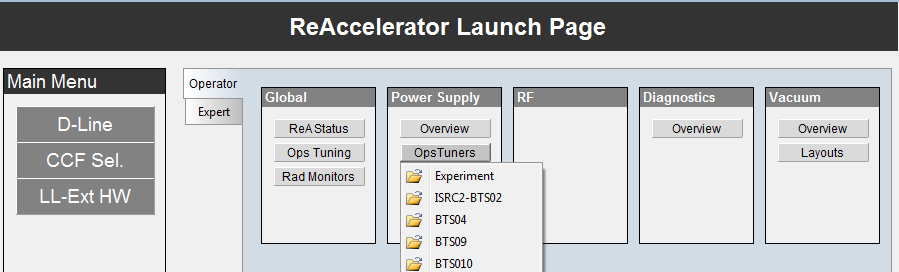 ReAccelerator Launch Page
Main Menu
D-Line
CCF Sel.
LL-Ext HW
Operator
Expert
Global
ReA Status
Ops Tuning
Rad Monitors
Power Supply
Overview
OpsTuners
Experiment
ISRC2-BTS02
BTS04
BTS09
BTS010
RF
Diagnostics
Overview
Vacuum
Overview
Layouts